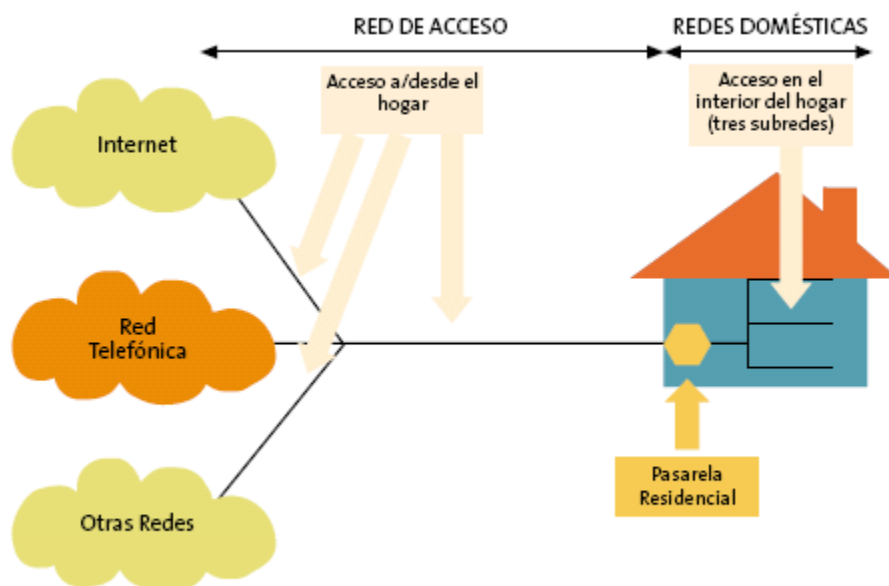 RED DE ACCESO
REDES DOMÉSTICAS
Acceso a/desde el
hogar
Acceso en el
interior del hogar
(tres subredes)
Internet
Red
Telefónica
Otras Redes
Pasarela
Residencial